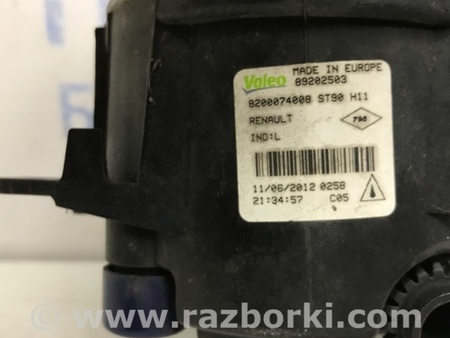 Valeo MADE IN EUROPE
89202503
8200074008 ST90 H11
RENAULT
798
IND:L
11/06/2012 0258
21:34:57 C05
© www.razborki.com